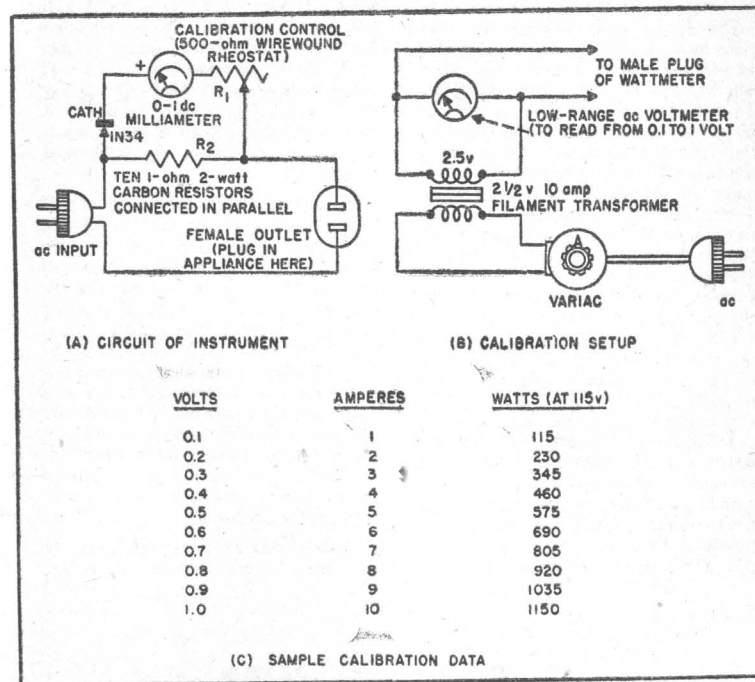 CALIBRATION CONTROL
(500-ohm WIREWOUND
RHEOSTAT)
+
R1
0-1 dc
MILLIAMETER
CATH
IN34
R2
TEN 1-ohm 2-watt
CARBON RESISTORS
CONNECTED IN PARALLEL
ac INPUT
FEMALE OUTLET
(PLUG IN
APPLIANCE HERE)
(A) CIRCUIT OF INSTRUMENT
TO MALE PLUG
OF WATTMETER
LOW-RANGE ac VOLTMETER
(TO READ FROM 0.1 TO 1 VOLT
2.5v
2 1/2 v 10 amp
FILAMENT TRANSFORMER
VARIAC
ac
(B) CALIBRATION SETUP
VOLTS AMPERES WATTS (AT 115v)
0.1 1 115
0.2 2 230
0.3 3 345
0.4 4 460
0.5 5 575
0.6 6 690
0.7 7 805
0.8 8 920
0.9 9 1035
1.0 10 1150
(C) SAMPLE CALIBRATION DATA